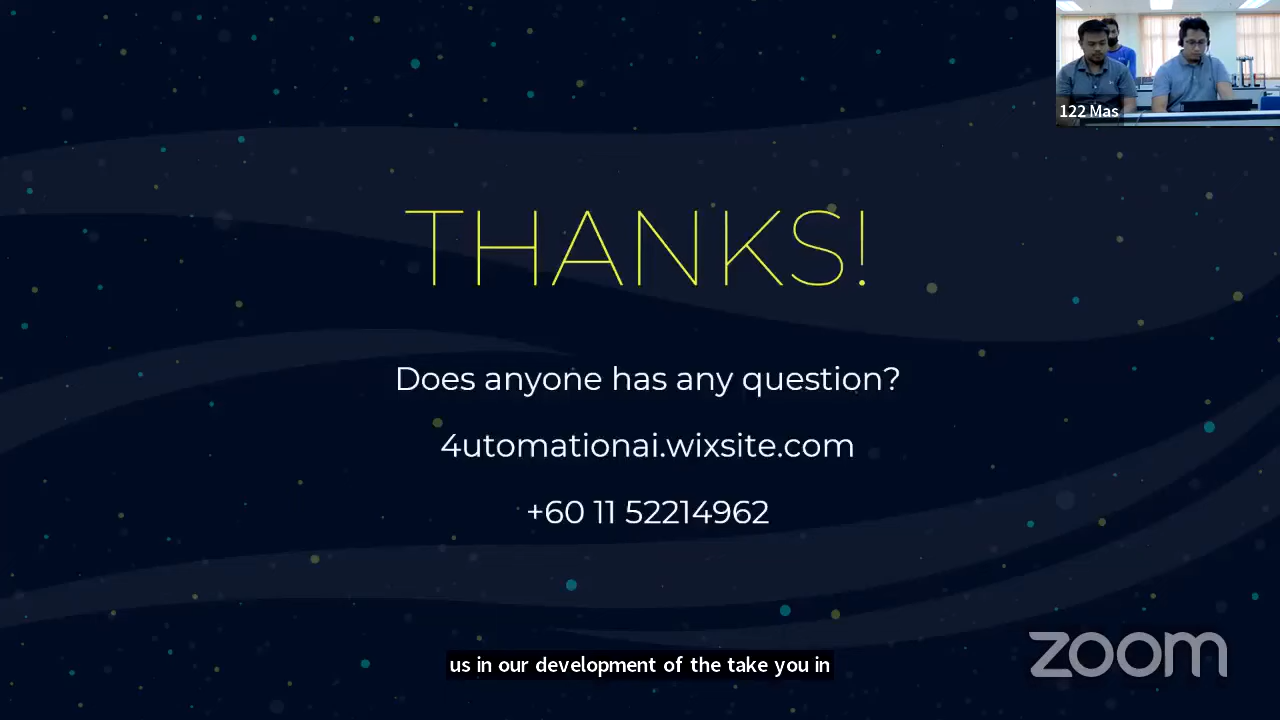 122 Mas
THANKS!
Does anyone has any question?
4utomationai.wixsite.com
+60 11 52214962
us in our development of the take you in
zoom